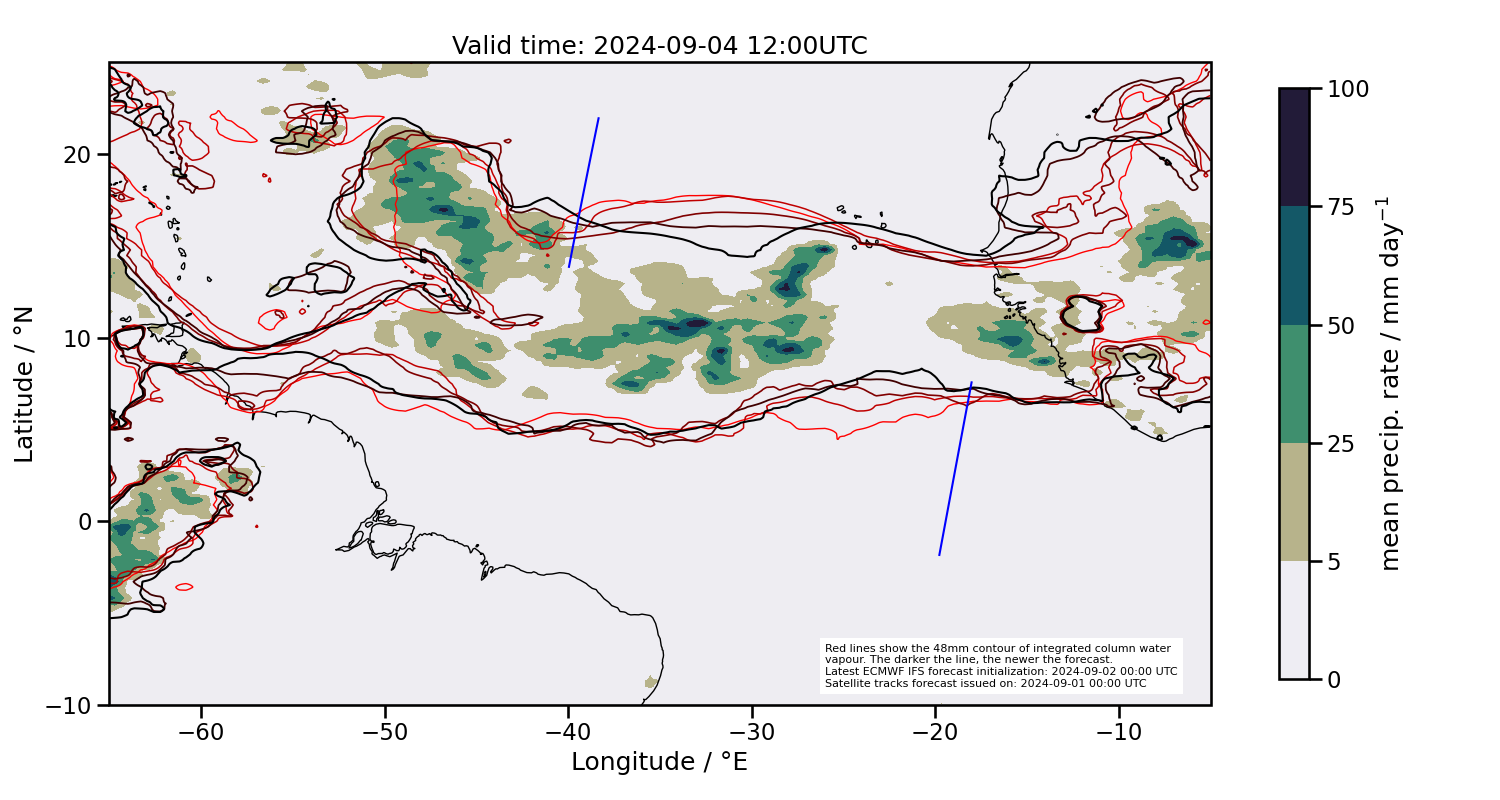 Valid time: 2024-09-04 12:00UTC
20
10
0
−10
Latitude / °N
−60
−50
−40
−30
−20
−10
Longitude / °E
100
75
50
25
5
0
mean precip. rate / mm day−1
Red lines show the 48mm contour of integrated column water
vapour. The darker the line, the newer the forecast.
Latest ECMWF IFS forecast initialization: 2024-09-02 00:00 UTC
Satellite tracks forecast issued on: 2024-09-01 00:00 UTC